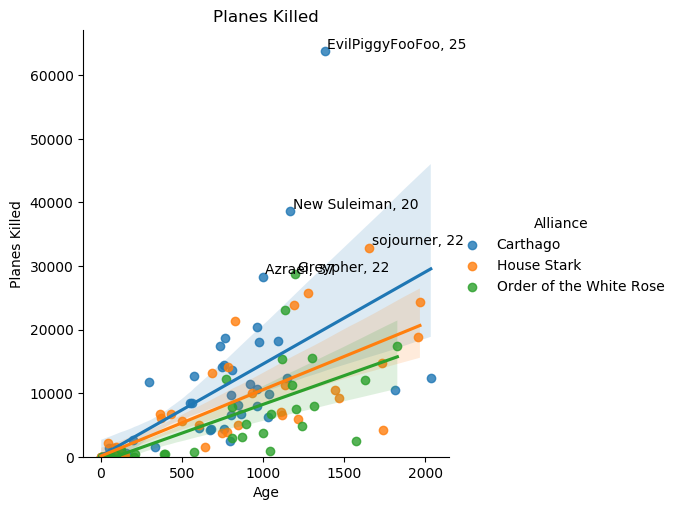 Planes Killed
EvilPiggyFooFoo, 25
New Suleiman, 20
sojourner, 22
Azrael, 37
Greypher, 22
Planes Killed
60000
50000
40000
30000
20000
10000
0
0 500 1000 1500 2000
Age
Alliance
Carthago
House Stark
Order of the White Rose